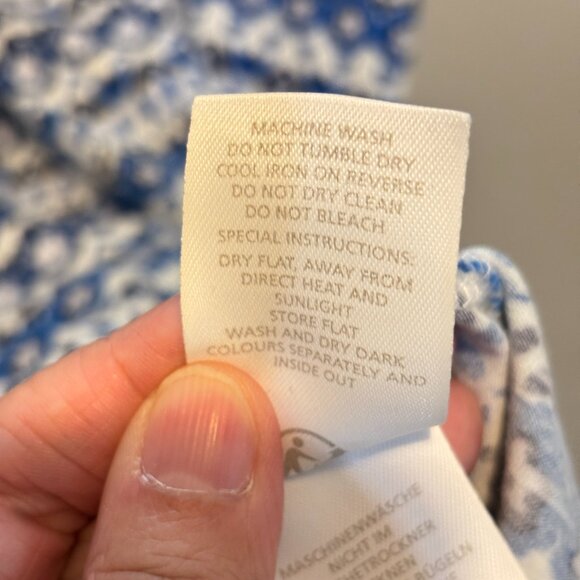 MACHINE WASH
DO NOT TUMBLE DRY
COOL IRON ON REVERSE
DO NOT DRY CLEAN
DO NOT BLEACH
SPECIAL INSTRUCTIONS:
DRY FLAT, AWAY FROM
DIRECT HEAT AND
SUNLIGHT
STORE FLAT
WASH AND DRY DARK
COLOURS SEPARATELY AND
INSIDE OUT
MASCHINENWÄSCHE
NICHT IM